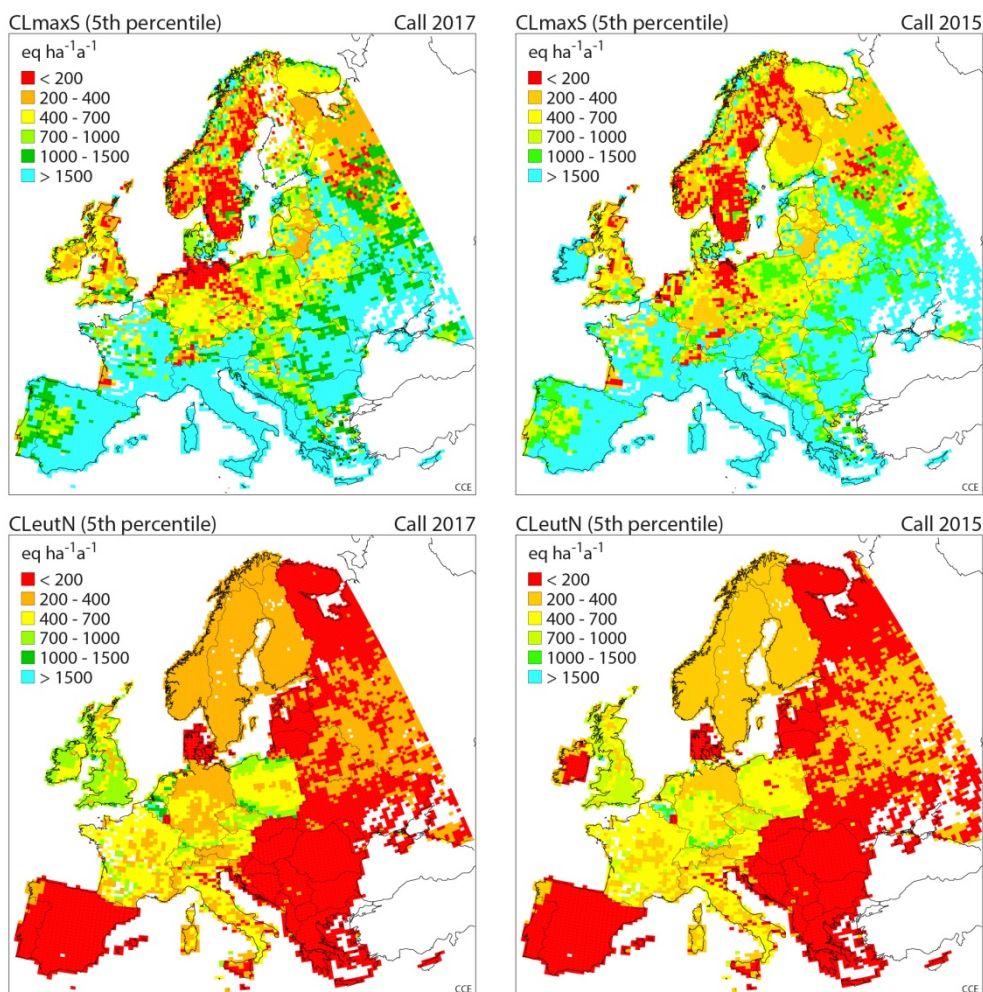 CLmaxS (5th percentile) Call 2017
eq ha⁻¹a⁻¹
< 200
200 - 400
400 - 700
700 - 1000
1000 - 1500
> 1500
CCE
CLmaxS (5th percentile) Call 2015
eq ha⁻¹a⁻¹
< 200
200 - 400
400 - 700
700 - 1000
1000 - 1500
> 1500
CCE
CLeutN (5th percentile) Call 2017
eq ha⁻¹a⁻¹
< 200
200 - 400
400 - 700
700 - 1000
1000 - 1500
> 1500
CCE
CLeutN (5th percentile) Call 2015
eq ha⁻¹a⁻¹
< 200
200 - 400
400 - 700
700 - 1000
1000 - 1500
> 1500
CCE